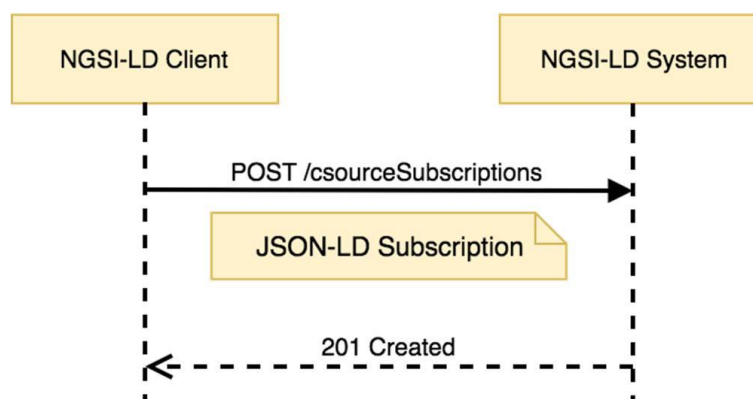 NGSI-LD Client
NGSI-LD System
POST /csourceSubscriptions
JSON-LD Subscription
201 Created